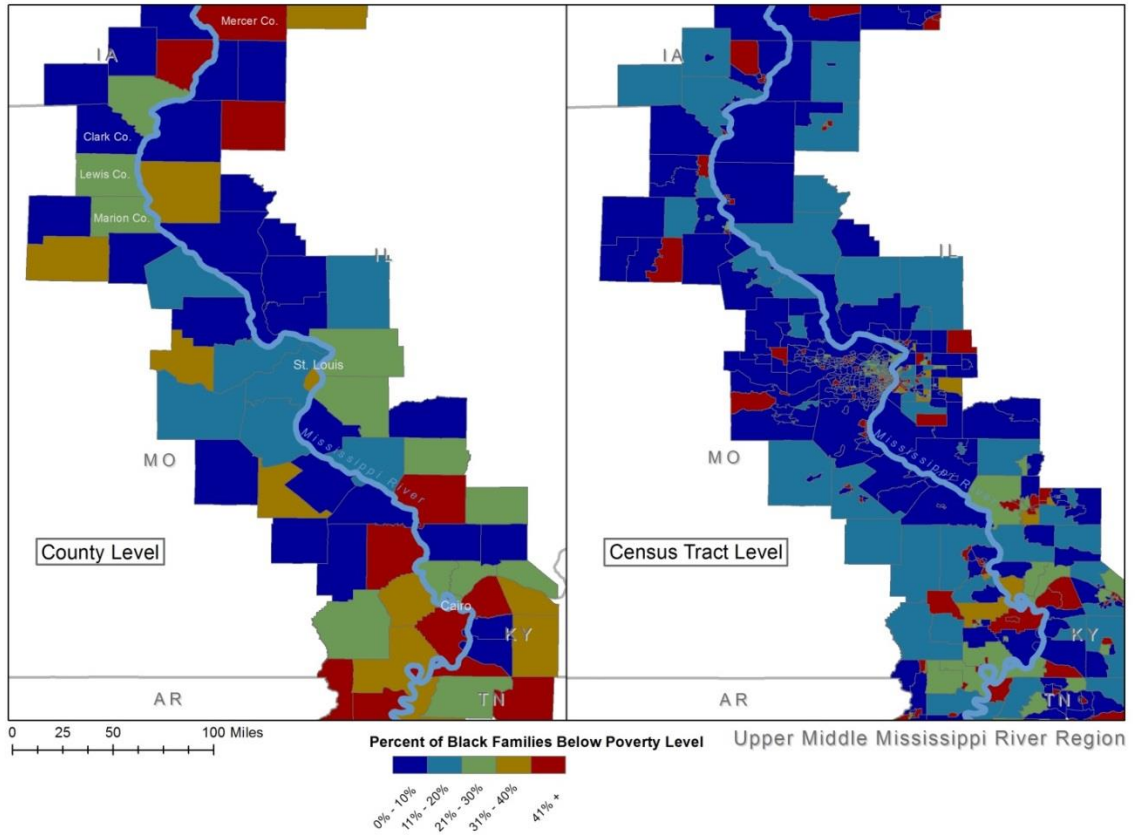 Mercer Co.
IA
Clark Co.
Lewis Co.
Marion Co.
IL
St. Louis
Mississippi River
MO
County Level
Cairo
KY
AR
TN
IA
IL
Mississippi River
MO
Census Tract Level
KY
AR
TN
0 25 50 100 Miles
Percent of Black Families Below Poverty Level
0% - 10%
11% - 20%
21% - 30%
31% - 40%
41% +
Upper Middle Mississippi River Region